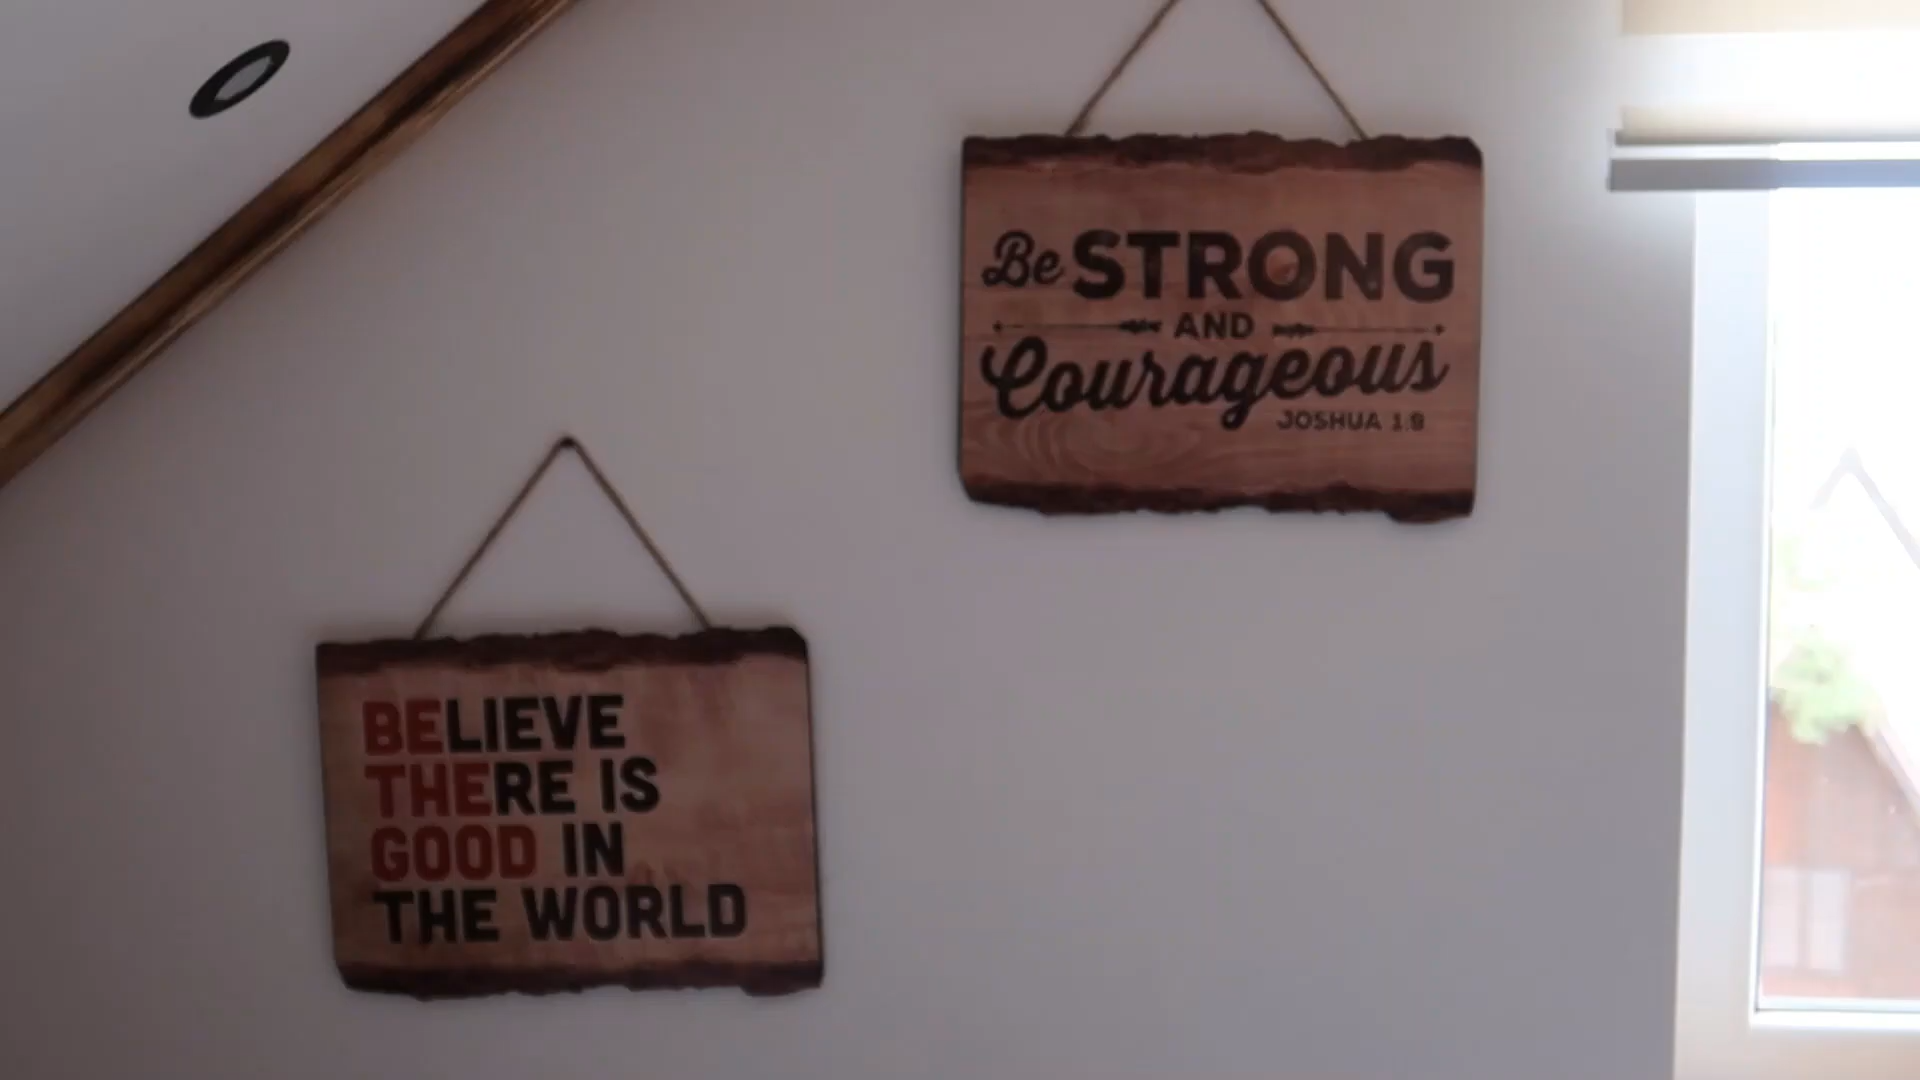 Be STRONG
AND
Courageous
JOSHUA 1:9
BELIEVE
THERE IS
GOOD IN
THE WORLD